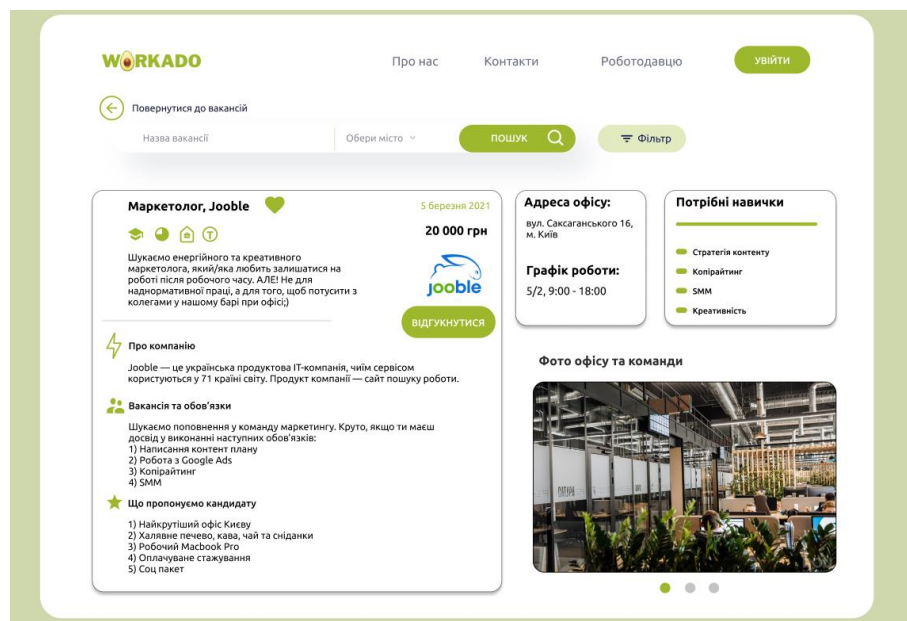 WORKADO
Про нас
Контакти
Роботодавцю
УВІЙТИ
Повернутися до вакансій
Назва вакансії
Обери місто
ПОШУК
Фільтр
Маркетолог, Jooble
5 березня 2021
20 000 грн
Шукаємо енергійного та креативного
маркетолога, який/яка любить залишатися на
роботі після робочого часу. АЛЕ! Не для
наднормативної праці, а для того, щоб потусити з
колегами у нашому барі при офісі;)
jooble
ВІДГУКНУТИСЯ
Про компанію
Jooble — це українська продуктова IT-компанія, чиїм сервісом
користуються у 71 країні світу. Продукт компанії — сайт пошуку роботи.
Вакансія та обов'язки
Шукаємо поповнення у команду маркетингу. Круто, якщо ти маєш
досвід у виконанні наступних обов'язків:
1) Написання контент плану
2) Робота з Google Ads
3) Копірайтинг
4) SMM
Що пропонуємо кандидату
1) Найкрутіший офіс Києву
2) Халявне печево, кава, чай та сніданки
3) Робочий Macbook Pro
4) Оплачуване стажування
5) Соц пакет
Адреса офісу:
вул. Саксаганського 16,
м. Київ
Графік роботи:
5/2, 9:00 - 18:00
Потрібні навички
Стратегія контенту
Копірайтинг
SMM
Креативність
Фото офісу та команди